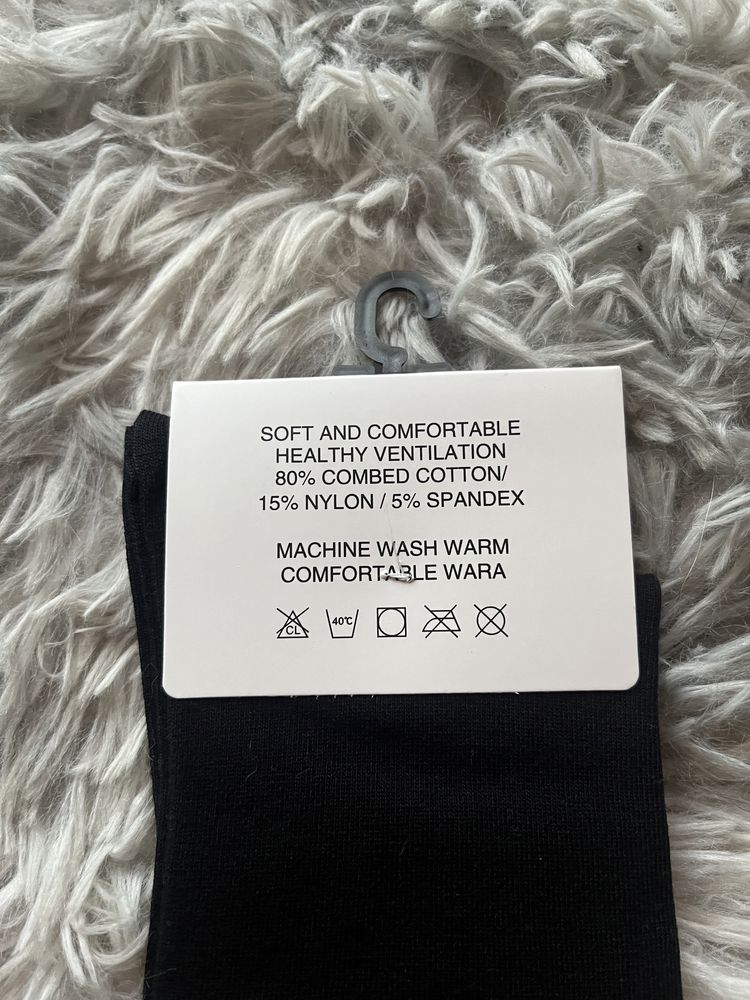 SOFT AND COMFORTABLE
HEALTHY VENTILATION
80% COMBED COTTON/
15% NYLON / 5% SPANDEX
MACHINE WASH WARM
COMFORTABLE WARA
CL 40℃